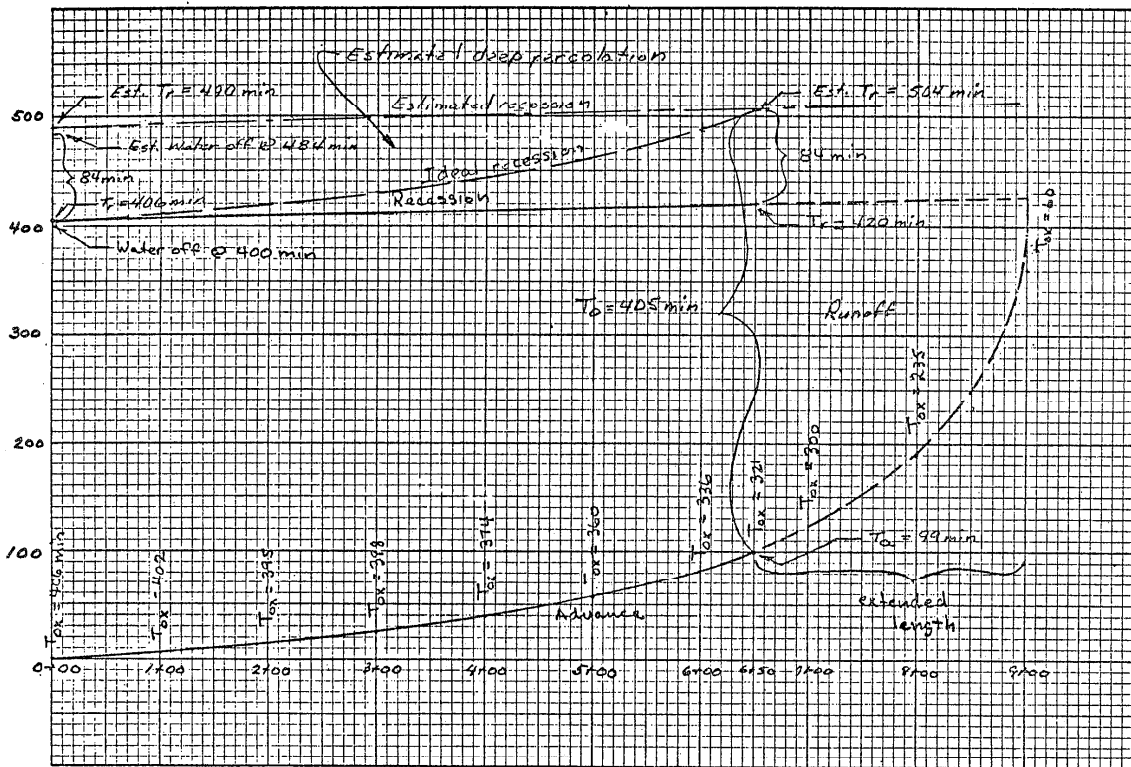 Estimated deep percolation
Est. Tr = 490 min
Estimated recession
Est. Tr = 504 min
500
Est. Water off @ 484 min
84 min
84 min
Ideal recession
Tr = 406 min
Recession
400
Tr = 420 min
Water off @ 400 min
Tox = 80
To = 405 min
Runoff
300
200
100
Tox = 406 min
Tox = 402
Tox = 395
Tox = 388
Tox = 374
Tox = 360
Tox = 336
Tox = 321
Tox = 300
Tox = 235
Ta = 99 min
Advance
extended
length
0+00
1+00
2+00
3+00
4+00
5+00
6+00
6+50
7+00
8+00
9+00